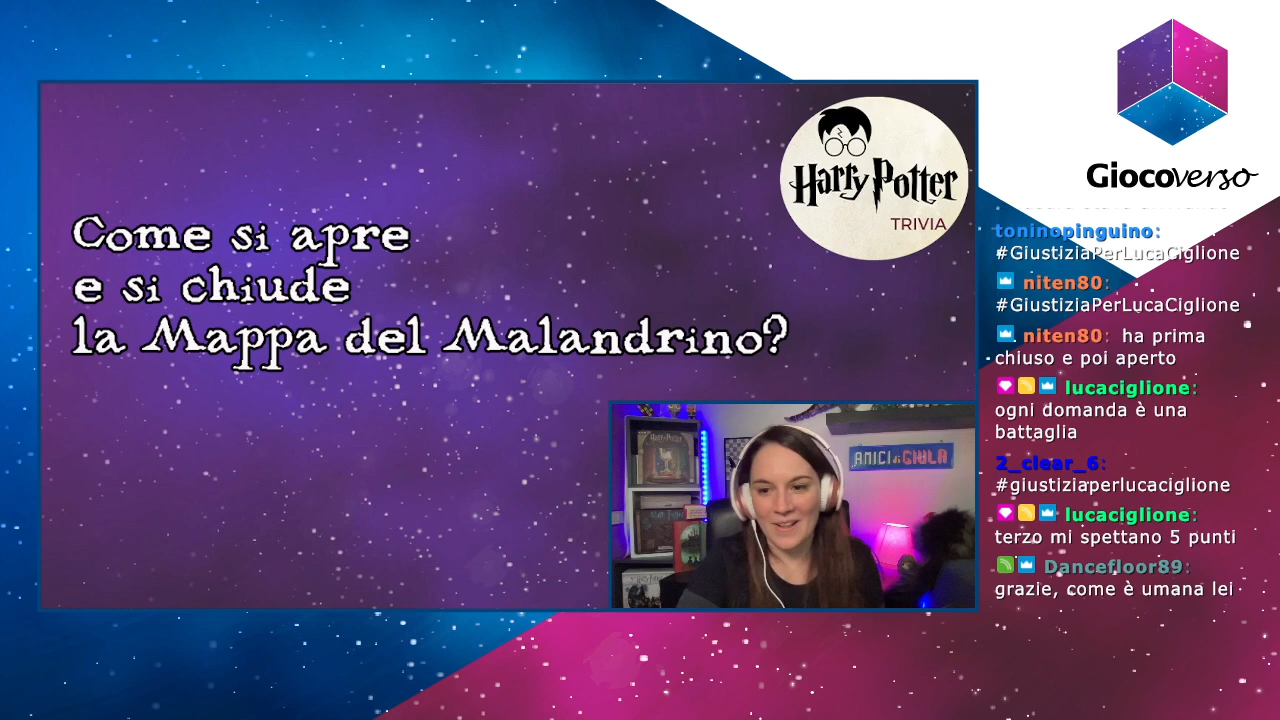 Come si apre
e si chiude
la Mappa del Malandrino?
Harry Potter
TRIVIA
AMICI di GIULA
Giocoverso
toninopinguino:
#GiustiziaPerLucaCiglione
niten80:
#GiustiziaPerLucaCiglione
niten80: ha prima
chiuso e poi aperto
lucaciglione:
ogni domanda è una
battaglia
2_clear_6:
#giustiziaperlucaciglione
lucaciglione:
terzo mi spettano 5 punti
Dancefloor89:
grazie, come è umana lei